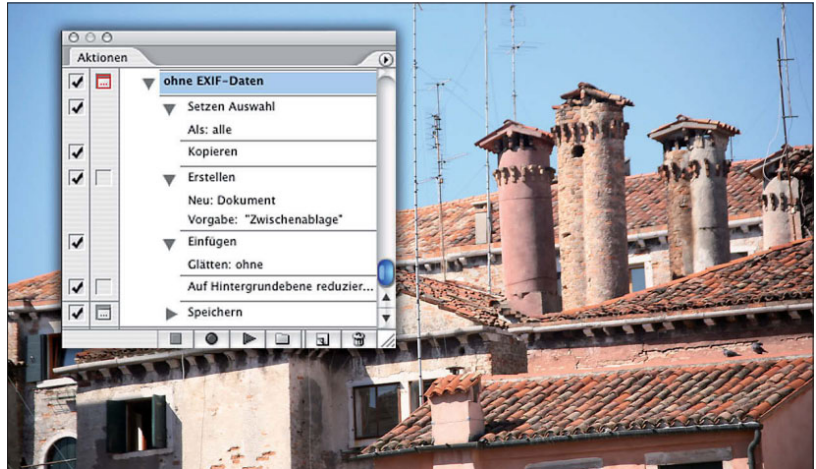 Aktionen
ohne EXIF-Daten
Setzen Auswahl
Als: alle
Kopieren
Erstellen
Neu: Dokument
Vorgabe: "Zwischenablage"
Einfügen
Glätten: ohne
Auf Hintergrundebene reduzier...
Speichern